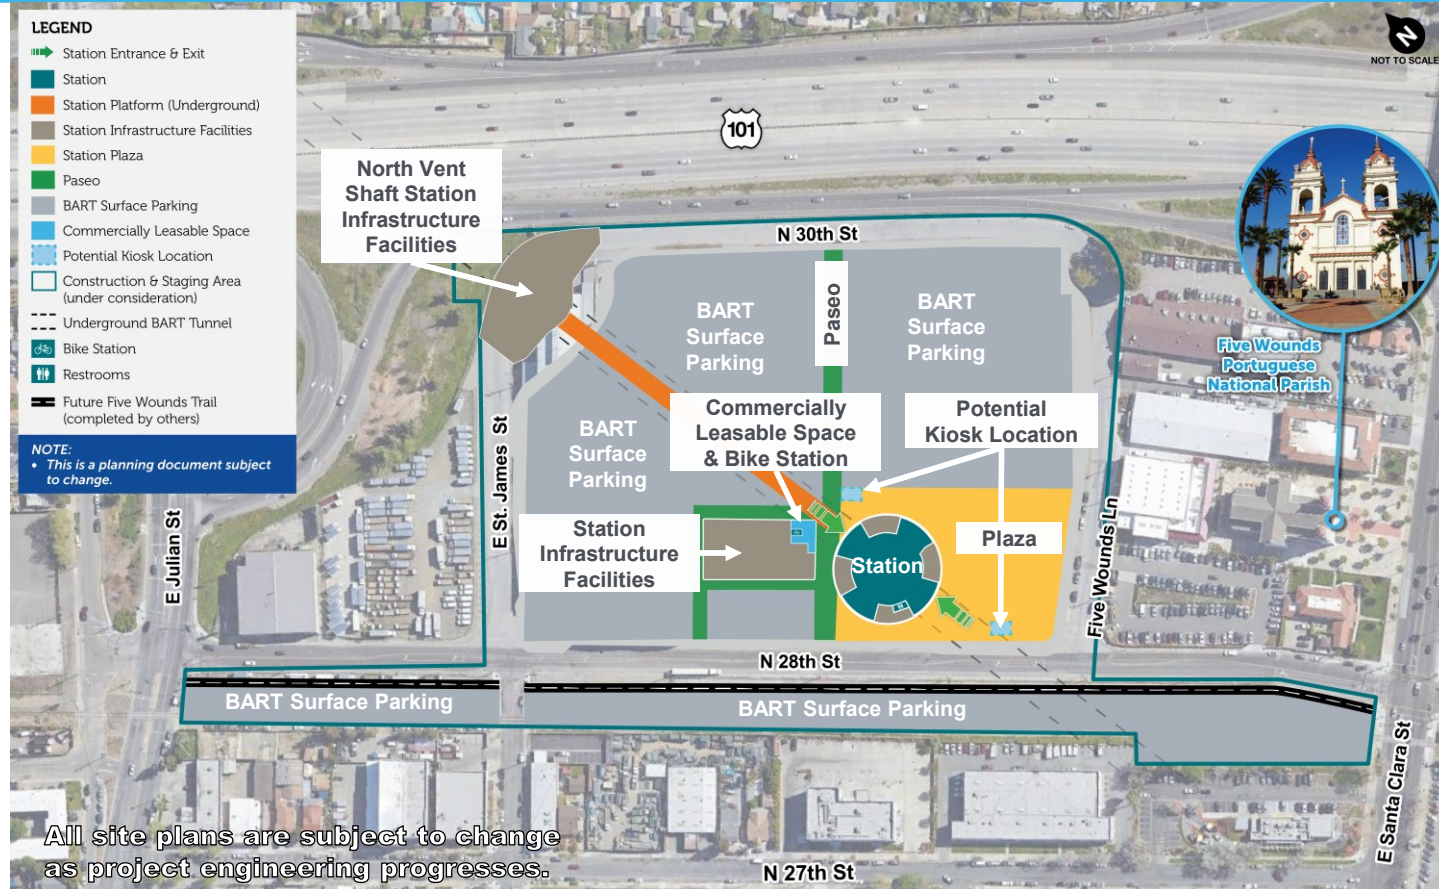 LEGEND
Station Entrance & Exit
Station
Station Platform (Underground)
Station Infrastructure Facilities
Station Plaza
Paseo
BART Surface Parking
Commercially Leasable Space
Potential Kiosk Location
Construction & Staging Area
(under consideration)
Underground BART Tunnel
Bike Station
Restrooms
Future Five Wounds Trail
(completed by others)
NOTE:
• This is a planning document subject
to change.
N
NOT TO SCALE
101
North Vent
Shaft Station
Infrastructure
Facilities
N 30th St
Paseo
BART
Surface
Parking
BART
Surface
Parking
Five Wounds
Portuguese
National Parish
BART
Surface
Parking
Commercially
Leasable Space
& Bike Station
Potential
Kiosk Location
E St. James St
E Julian St
Station
Infrastructure
Facilities
Station
Plaza
Five Wounds Ln
N 28th St
BART Surface Parking
BART Surface Parking
E Santa Clara St
All site plans are subject to change
as project engineering progresses.
N 27th St